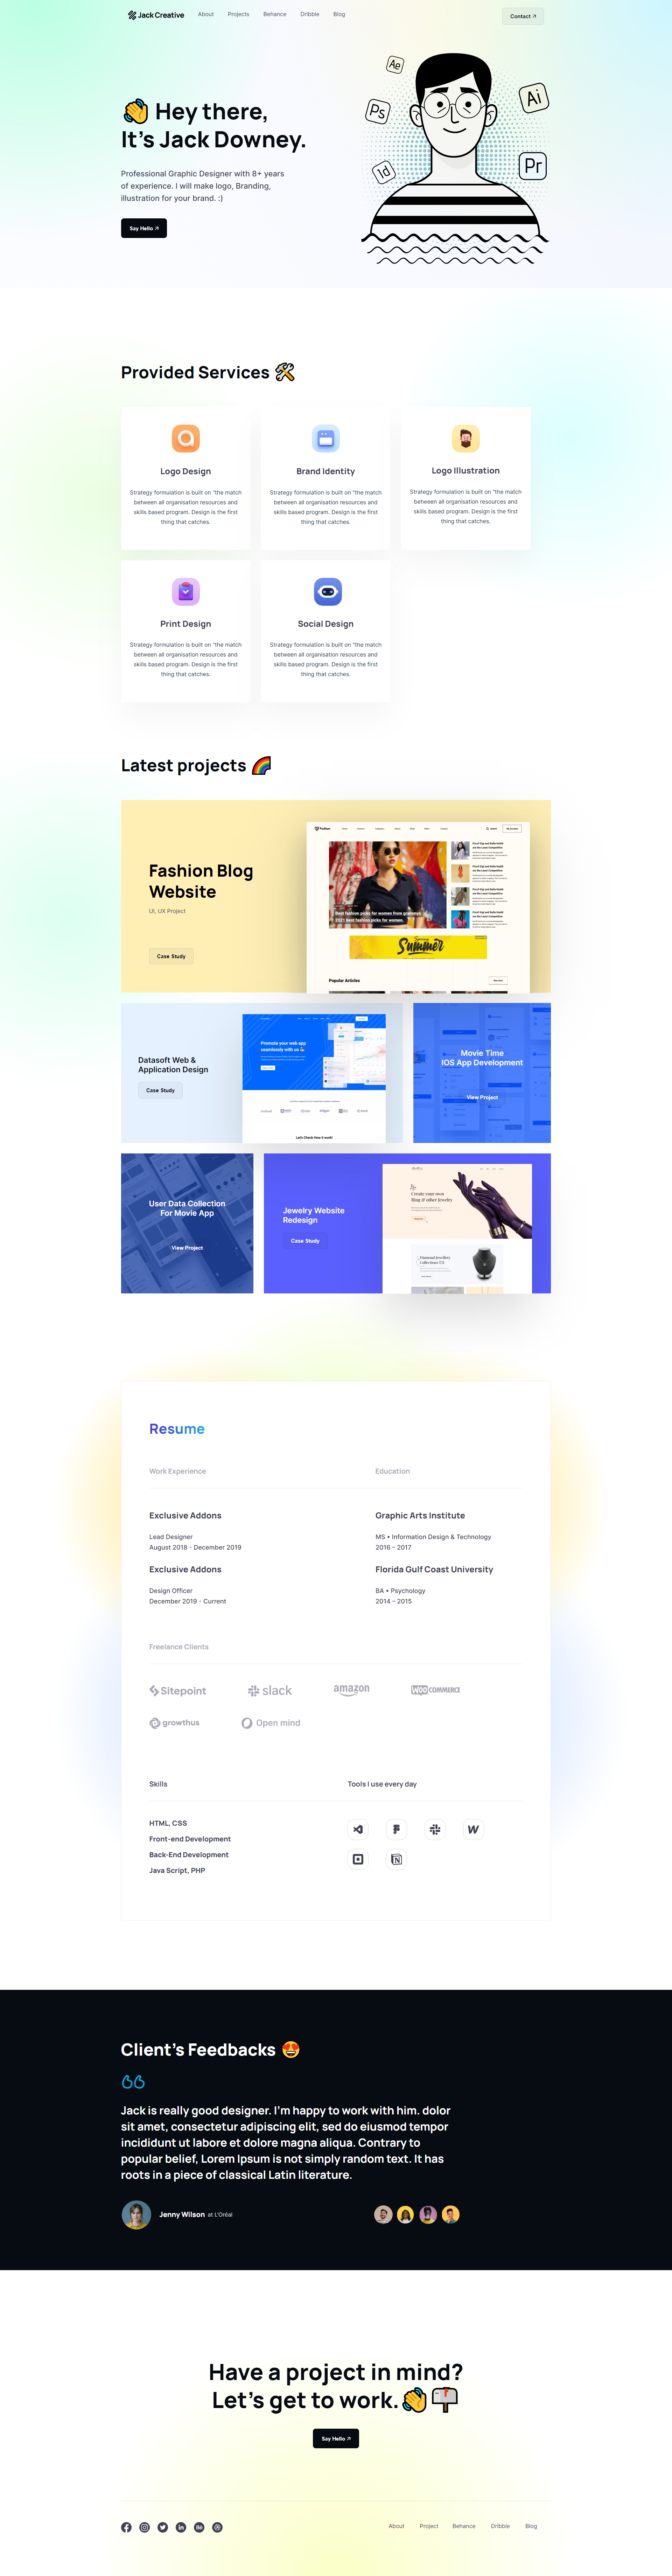 Jack Creative
About
Projects
Behance
Dribble
Blog
Contact
Ae
Ai
Ps
Id
Pr
Hey there,
It's Jack Downey.
Professional Graphic Designer with 8+ years
of experience. I will make logo, Branding,
illustration for your brand. :)
Say Hello
Provided Services
Logo Design
Strategy formulation is built on "the match
between all organisation resources and
skills based program. Design is the first
thing that catches.
Brand Identity
Strategy formulation is built on "the match
between all organisation resources and
skills based program. Design is the first
thing that catches.
Logo Illustration
Strategy formulation is built on "the match
between all organisation resources and
skills based program. Design is the first
thing that catches.
Print Design
Strategy formulation is built on "the match
between all organisation resources and
skills based program. Design is the first
thing that catches.
Social Design
Strategy formulation is built on "the match
between all organisation resources and
skills based program. Design is the first
thing that catches.
Latest projects
Fashion Blog
Website
UI, UX Project
Case Study
Best fashion picks for women from grammys
2021 best fashion picks for women.
Summer
Popular Articles
Datasoft Web &
Application Design
Case Study
Promote your web app
seamlessly with us
Let's Check How it work!
Movie Time
IOS App Development
View Project
User Data Collection
For Movie App
View Project
Jewelry Website
Redesign
Case Study
Create your own
Ring & other Jewelry
Diamond Jewellery
Collections
Resume
Work Experience
Exclusive Addons
Lead Designer
August 2018 - December 2019
Exclusive Addons
Design Officer
December 2019 - Current
Education
Graphic Arts Institute
MS • Information Design & Technology
2016 – 2017
Florida Gulf Coast University
BA • Psychology
2014 – 2015
Freelance Clients
Sitepoint
slack
amazon
WOO COMMERCE
growthus
Open mind
Skills
HTML, CSS
Front-end Development
Back-End Development
Java Script, PHP
Tools I use every day
Client's Feedbacks
Jack is really good designer. I'm happy to work with him. dolor
sit amet, consectetur adipiscing elit, sed do eiusmod tempor
incididunt ut labore et dolore magna aliqua. Contrary to
popular belief, Lorem Ipsum is not simply random text. It has
roots in a piece of classical Latin literature.
Jenny Wilson at L'Oréal
Have a project in mind?
Let's get to work.
Say Hello
About
Project
Behance
Dribble
Blog